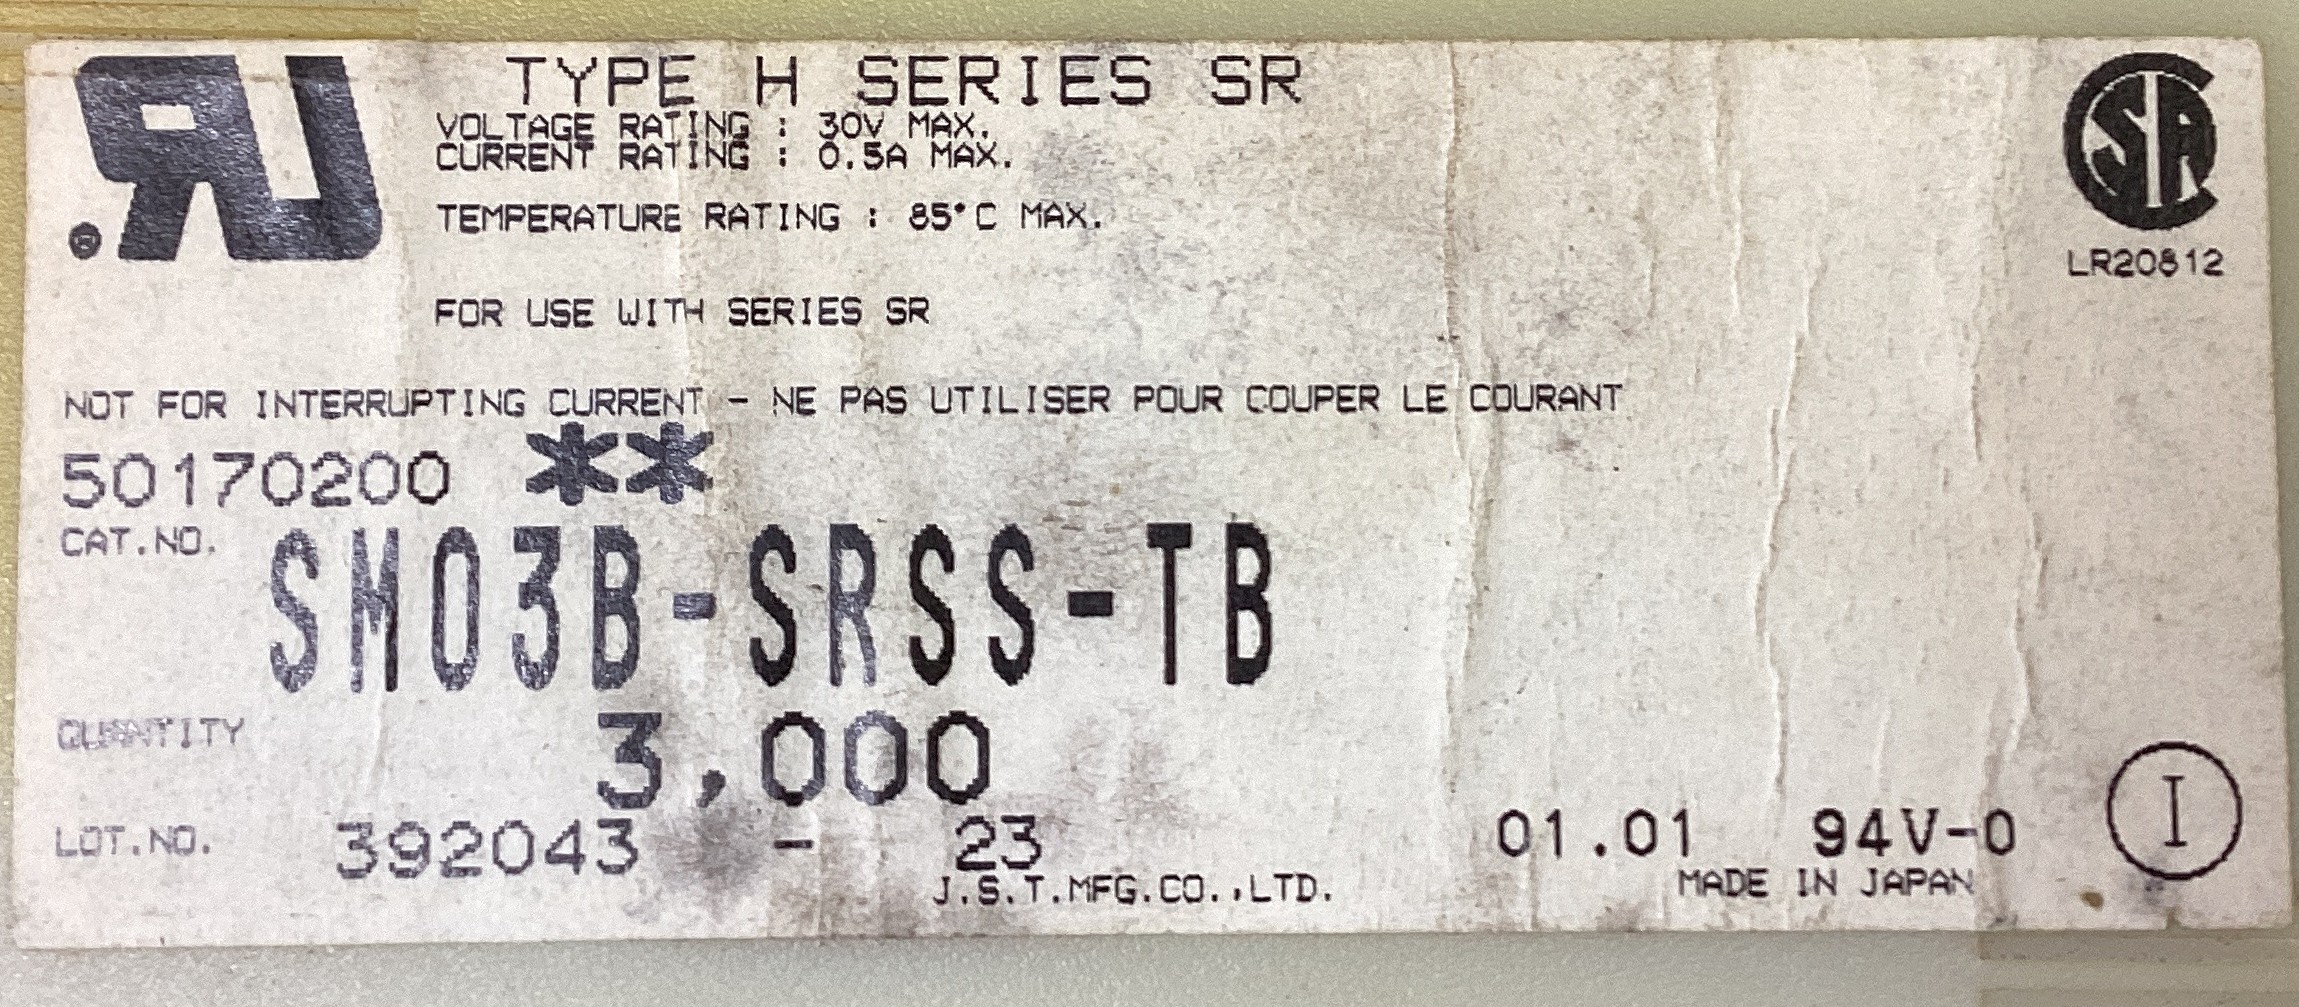 TYPE H SERIES SR
VOLTAGE RATING : 30V MAX.
CURRENT RATING : 0.5A MAX.
TEMPERATURE RATING : 85°C MAX.
LR20812
FOR USE WITH SERIES SR
NOT FOR INTERRUPTING CURRENT - NE PAS UTILISER POUR COUPER LE COURANT
50170200 **
CAT.NO. SM03B-SRSS-TB
QUANTITY 3,000
LOT.NO. 392043 - 23
01.01 94V-0 I
J.S.T.MFG.CO.,LTD. MADE IN JAPAN